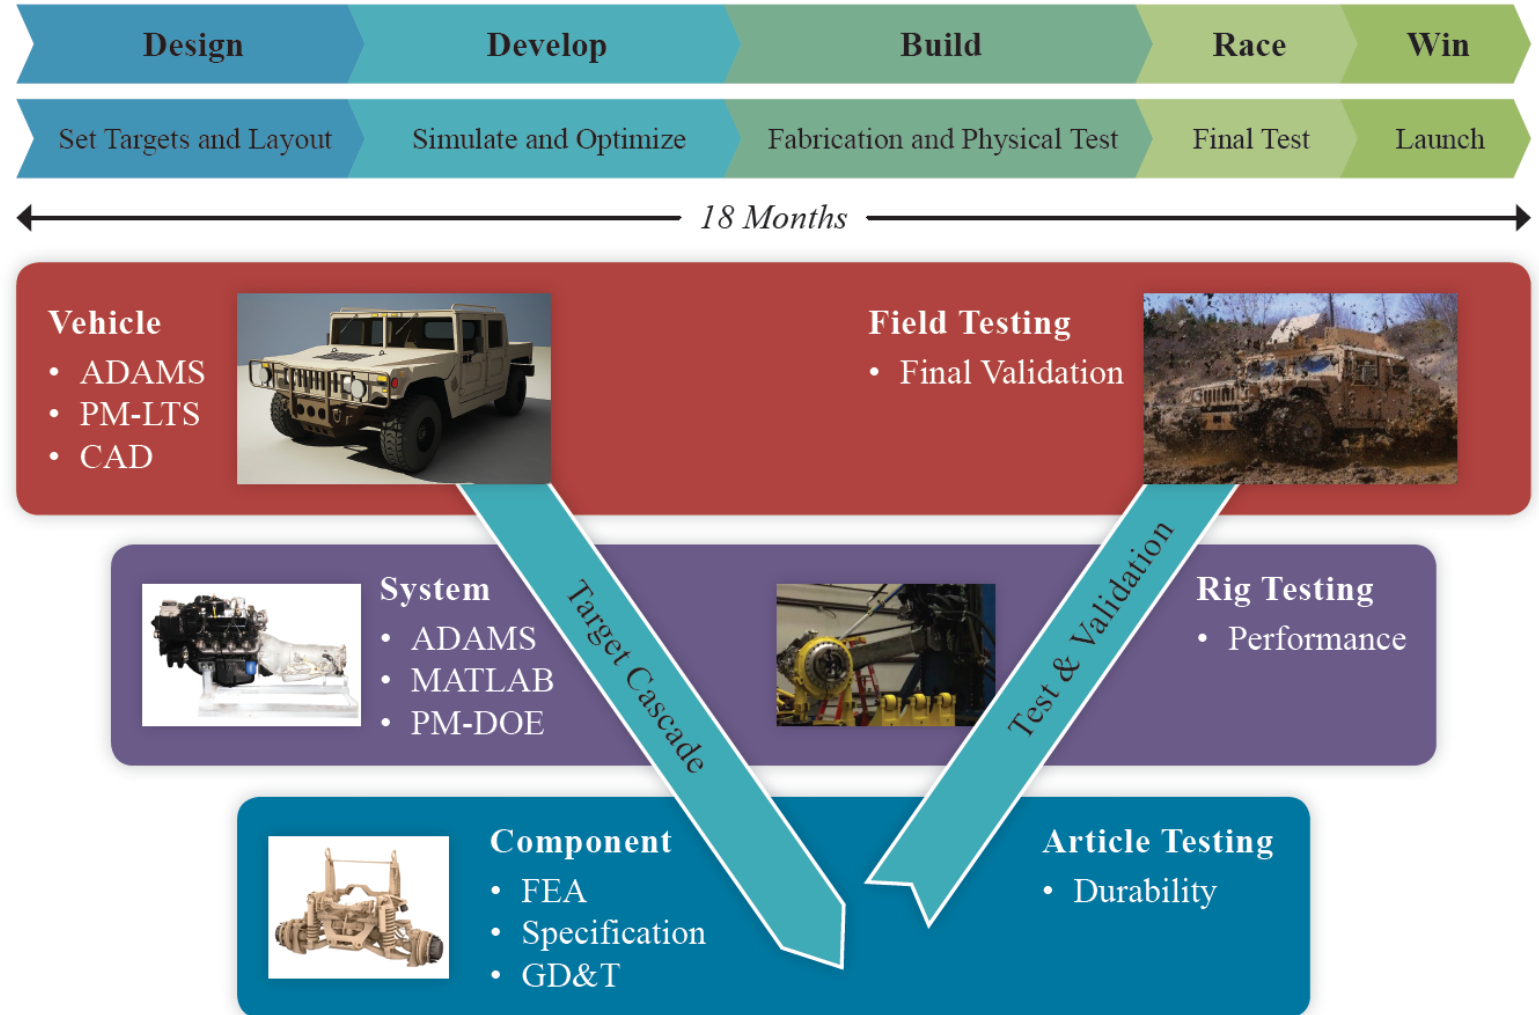 Design Develop Build Race Win
Set Targets and Layout Simulate and Optimize Fabrication and Physical Test Final Test Launch
18 Months
Vehicle
• ADAMS
• PM-LTS
• CAD
Field Testing
• Final Validation
System
• ADAMS
• MATLAB
• PM-DOE
Target Cascade
Test & Validation
Rig Testing
• Performance
Component
• FEA
• Specification
• GD&T
Article Testing
• Durability